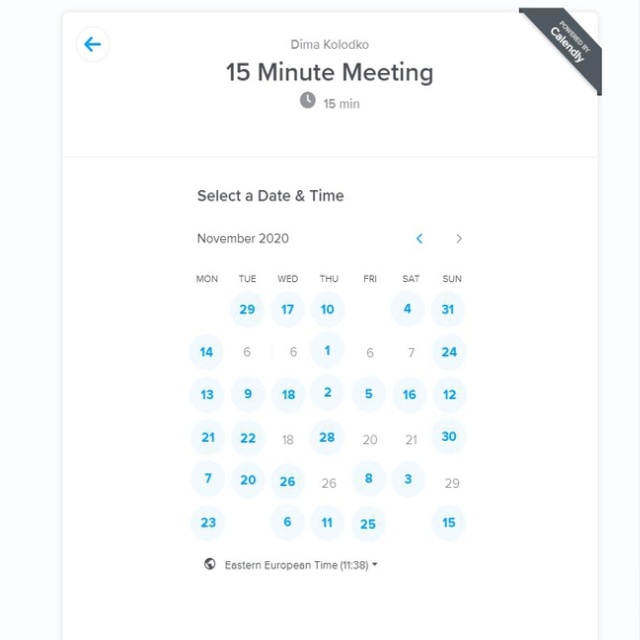 Dima Kolodko
POWERED BY
Calendly
15 Minute Meeting
15 min
Select a Date & Time
November 2020
MON TUE WED THU FRI SAT SUN
29 17 10 4 31
14 6 6 1 6 7 24
13 9 18 2 5 16 12
21 22 18 28 20 21 30
7 20 26 26 8 3 29
23 6 11 25 15
Eastern European Time (11:38)